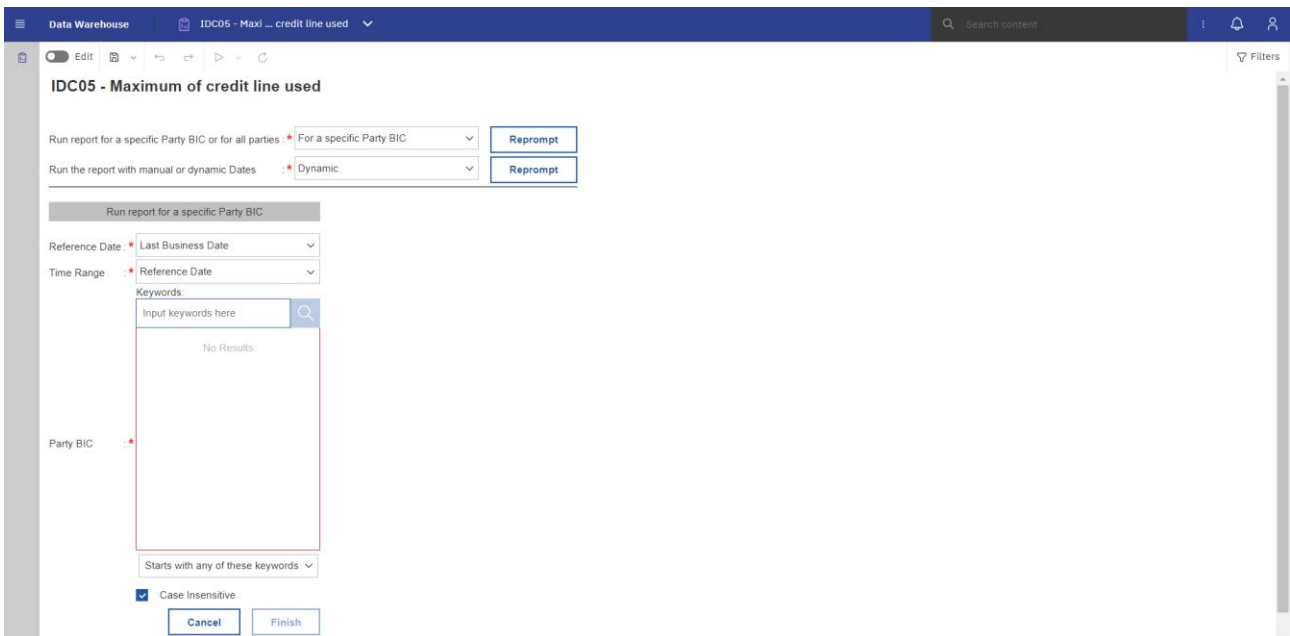 Data Warehouse IDC05 - Maxi ... credit line used Search content
Edit Filters
IDC05 - Maximum of credit line used
Run report for a specific Party BIC or for all parties :* For a specific Party BIC Reprompt
Run the report with manual or dynamic Dates :* Dynamic Reprompt
Run report for a specific Party BIC
Reference Date :* Last Business Date
Time Range :* Reference Date
Keywords:
Input keywords here
No Results
Party BIC :*
Starts with any of these keywords
Case Insensitive
Cancel Finish